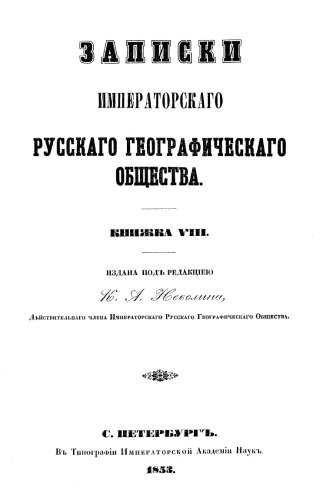 ЗАПИСКИ
ИМПЕРАТОРСКАГО
РУССКАГО ГЕОГРАФИЧЕСКАГО
ОБЩЕСТВА.
КНИЖКА VIII.
ИЗДАНА ПОДЪ РЕДАКЦІЕЮ
К. А. Неволина,
Дѣйствительнаго члена Императорскаго Русскаго Географическаго Общества.
С. ПЕТЕРБУРГЪ.
Въ Типографіи Императорской Академіи Наукъ.
1853.